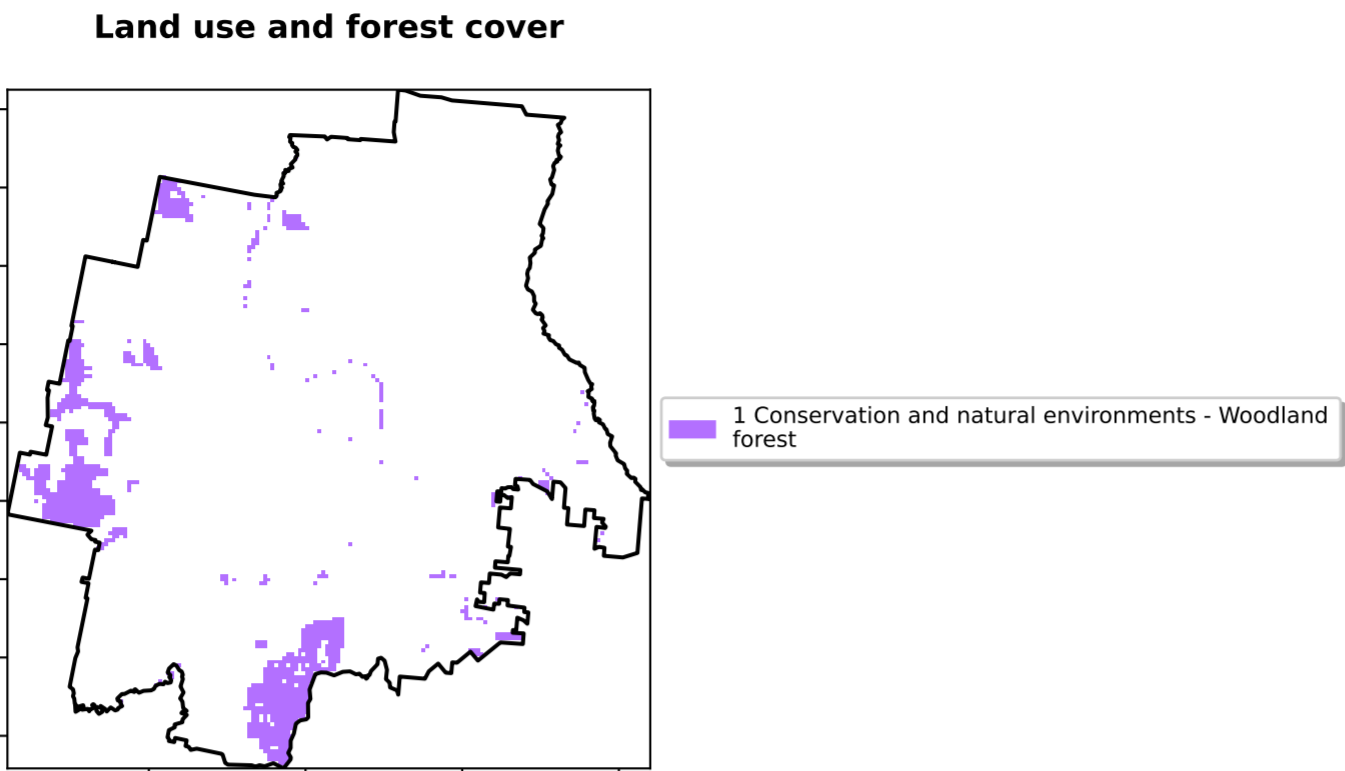 Land use and forest cover
1 Conservation and natural environments - Woodland
forest